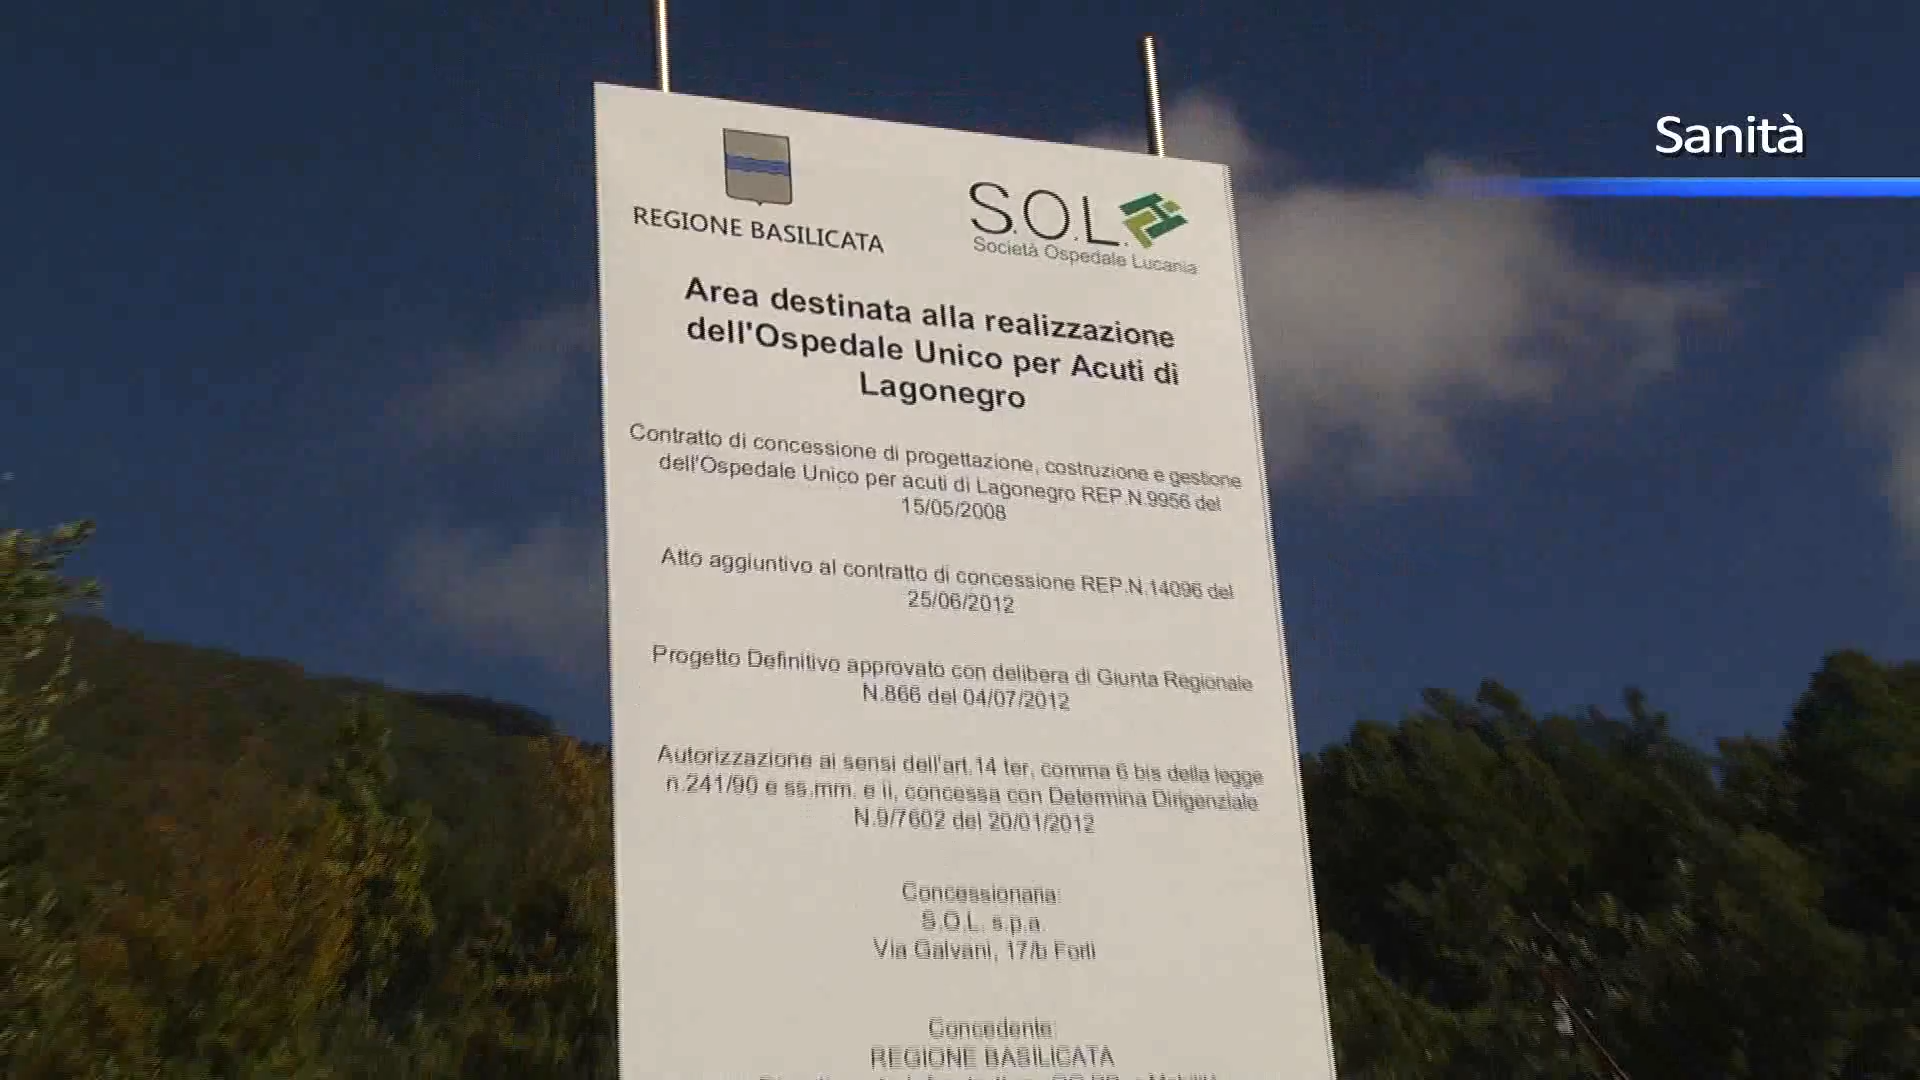 Sanità
REGIONE BASILICATA
S.O.L.
Società Ospedale Lucania
Area destinata alla realizzazione
dell'Ospedale Unico per Acuti di
Lagonegro
Contratto di concessione di progettazione, costruzione e gestione
dell'Ospedale Unico per acuti di Lagonegro REP.N.9956 del
15/05/2008
Atto aggiuntivo al contratto di concessione REP.N.14096 del
25/06/2012
Progetto Definitivo approvato con delibera di Giunta Regionale
N.866 del 04/07/2012
Autorizzazione ai sensi dell'art.14 ter, comma 6 bis della legge
n.241/90 e ss.mm. e ii, concessa con Determina Dirigenziale
N.9/7602 del 20/01/2012
Concessionaria:
S.O.L. s.p.a.
Via Galvani, 17/b Forlì
Concedente:
REGIONE BASILICATA